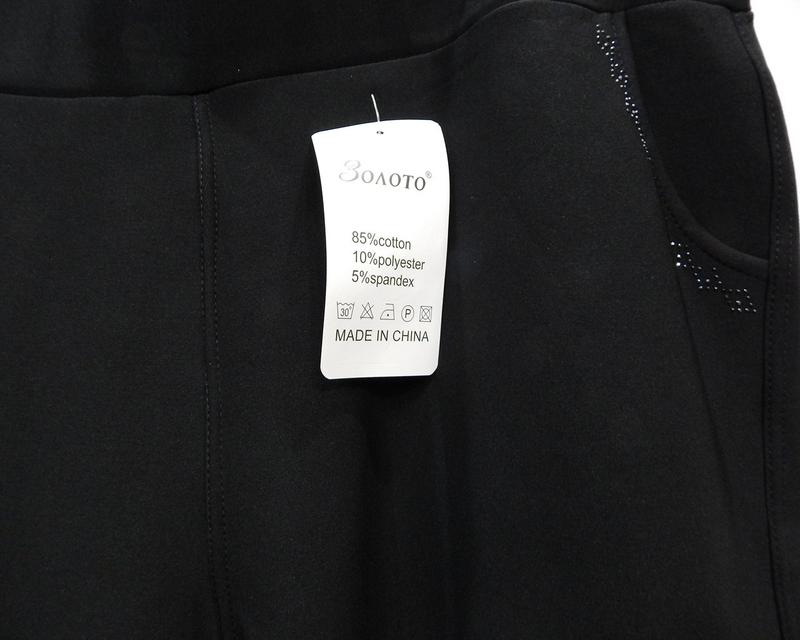 Золото®
85%cotton
10%polyester
5%spandex
30° P
MADE IN CHINA